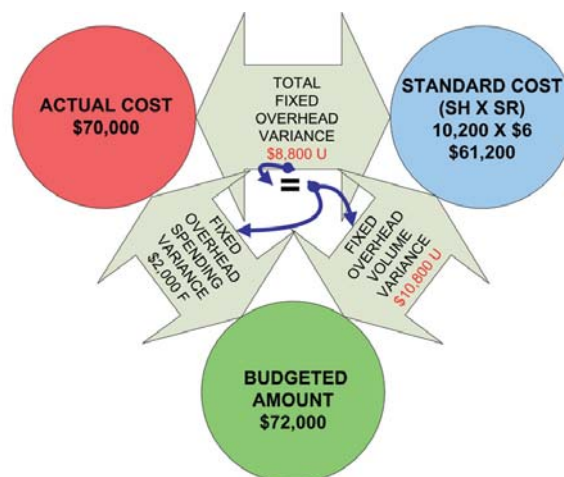 ACTUAL COST
$70,000
TOTAL
FIXED
OVERHEAD
VARIANCE
$8,800 U
STANDARD COST
(SH X SR)
10,200 X $6
$61,200
=
FIXED
OVERHEAD
SPENDING
VARIANCE
$2,000 F
FIXED
OVERHEAD
VOLUME
VARIANCE
$10,800 U
BUDGETED
AMOUNT
$72,000